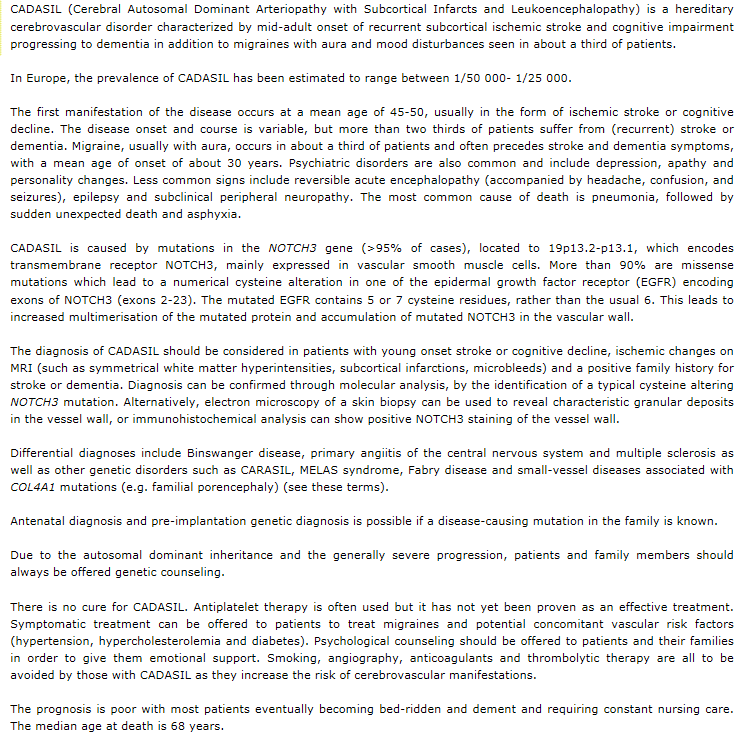 CADASIL (Cerebral Autosomal Dominant Arteriopathy with Subcortical Infarcts and Leukoencephalopathy) is a hereditary
cerebrovascular disorder characterized by mid-adult onset of recurrent subcortical ischemic stroke and cognitive impairment
progressing to dementia in addition to migraines with aura and mood disturbances seen in about a third of patients.
In Europe, the prevalence of CADASIL has been estimated to range between 1/50 000- 1/25 000.
The first manifestation of the disease occurs at a mean age of 45-50, usually in the form of ischemic stroke or cognitive
decline. The disease onset and course is variable, but more than two thirds of patients suffer from (recurrent) stroke or
dementia. Migraine, usually with aura, occurs in about a third of patients and often precedes stroke and dementia symptoms,
with a mean age of onset of about 30 years. Psychiatric disorders are also common and include depression, apathy and
personality changes. Less common signs include reversible acute encephalopathy (accompanied by headache, confusion, and
seizures), epilepsy and subclinical peripheral neuropathy. The most common cause of death is pneumonia, followed by
sudden unexpected death and asphyxia.
CADASIL is caused by mutations in the NOTCH3 gene (>95% of cases), located to 19p13.2-p13.1, which encodes
transmembrane receptor NOTCH3, mainly expressed in vascular smooth muscle cells. More than 90% are missense
mutations which lead to a numerical cysteine alteration in one of the epidermal growth factor receptor (EGFR) encoding
exons of NOTCH3 (exons 2-23). The mutated EGFR contains 5 or 7 cysteine residues, rather than the usual 6. This leads to
increased multimerisation of the mutated protein and accumulation of mutated NOTCH3 in the vascular wall.
The diagnosis of CADASIL should be considered in patients with young onset stroke or cognitive decline, ischemic changes on
MRI (such as symmetrical white matter hyperintensities, subcortical infarctions, microbleeds) and a positive family history for
stroke or dementia. Diagnosis can be confirmed through molecular analysis, by the identification of a typical cysteine altering
NOTCH3 mutation. Alternatively, electron microscopy of a skin biopsy can be used to reveal characteristic granular deposits
in the vessel wall, or immunohistochemical analysis can show positive NOTCH3 staining of the vessel wall.
Differential diagnoses include Binswanger disease, primary angiitis of the central nervous system and multiple sclerosis as
well as other genetic disorders such as CARASIL, MELAS syndrome, Fabry disease and small-vessel diseases associated with
COL4A1 mutations (e.g. familial porencephaly) (see these terms).
Antenatal diagnosis and pre-implantation genetic diagnosis is possible if a disease-causing mutation in the family is known.
Due to the autosomal dominant inheritance and the generally severe progression, patients and family members should
always be offered genetic counseling.
There is no cure for CADASIL. Antiplatelet therapy is often used but it has not yet been proven as an effective treatment.
Symptomatic treatment can be offered to patients to treat migraines and potential concomitant vascular risk factors
(hypertension, hypercholesterolemia and diabetes). Psychological counseling should be offered to patients and their families
in order to give them emotional support. Smoking, angiography, anticoagulants and thrombolytic therapy are all to be
avoided by those with CADASIL as they increase the risk of cerebrovascular manifestations.
The prognosis is poor with most patients eventually becoming bed-ridden and dement and requiring constant nursing care.
The median age at death is 68 years.